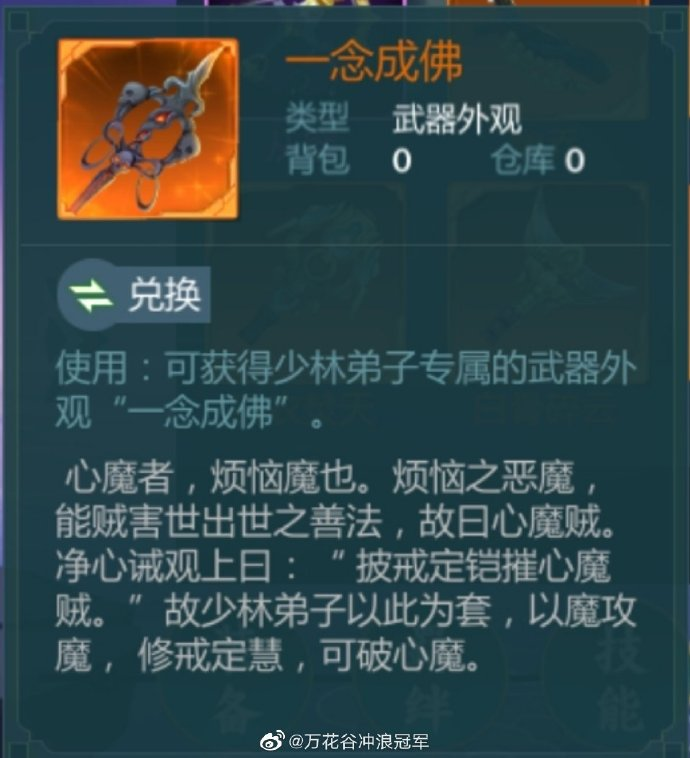 一念成佛
类型 武器外观
背包 0 仓库 0
兑换
使用：可获得少林弟子专属的武器外
观“一念成佛”。
心魔者，烦恼魔也。烦恼之恶魔，
能贼害世出世之善法，故曰心魔贼。
净心诫观上曰：“披戒定铠摧心魔
贼。”故少林弟子以此为套，以魔攻
魔，修戒定慧，可破心魔。
技
备 绊 能
@万花谷冲浪冠军